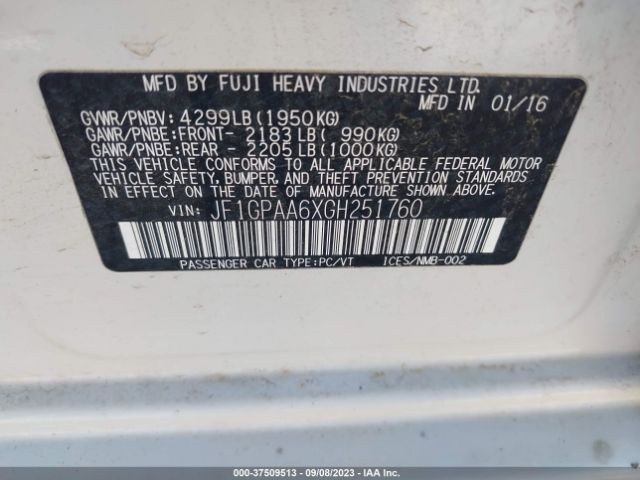 MFD BY FUJI HEAVY INDUSTRIES LTD.
MFD IN 01/16
GVWR/PNBV: 4299LB(1950KG)
GAWR/PNBE:FRONT- 2183LB( 990KG)
GAWR/PNBE:REAR - 2205LB(1000KG)
THIS VEHICLE CONFORMS TO ALL APPLICABLE FEDERAL MOTOR
VEHICLE SAFETY, BUMPER, AND THEFT PREVENTION STANDARDS
IN EFFECT ON THE DATE OF MANUFACTURE SHOWN ABOVE.
VIN: JF1GPAA6XGH251760
PASSENGER CAR TYPE:PC/VT ICES/NMB-002
000-37509513 - 09/08/2023 - IAAI.com